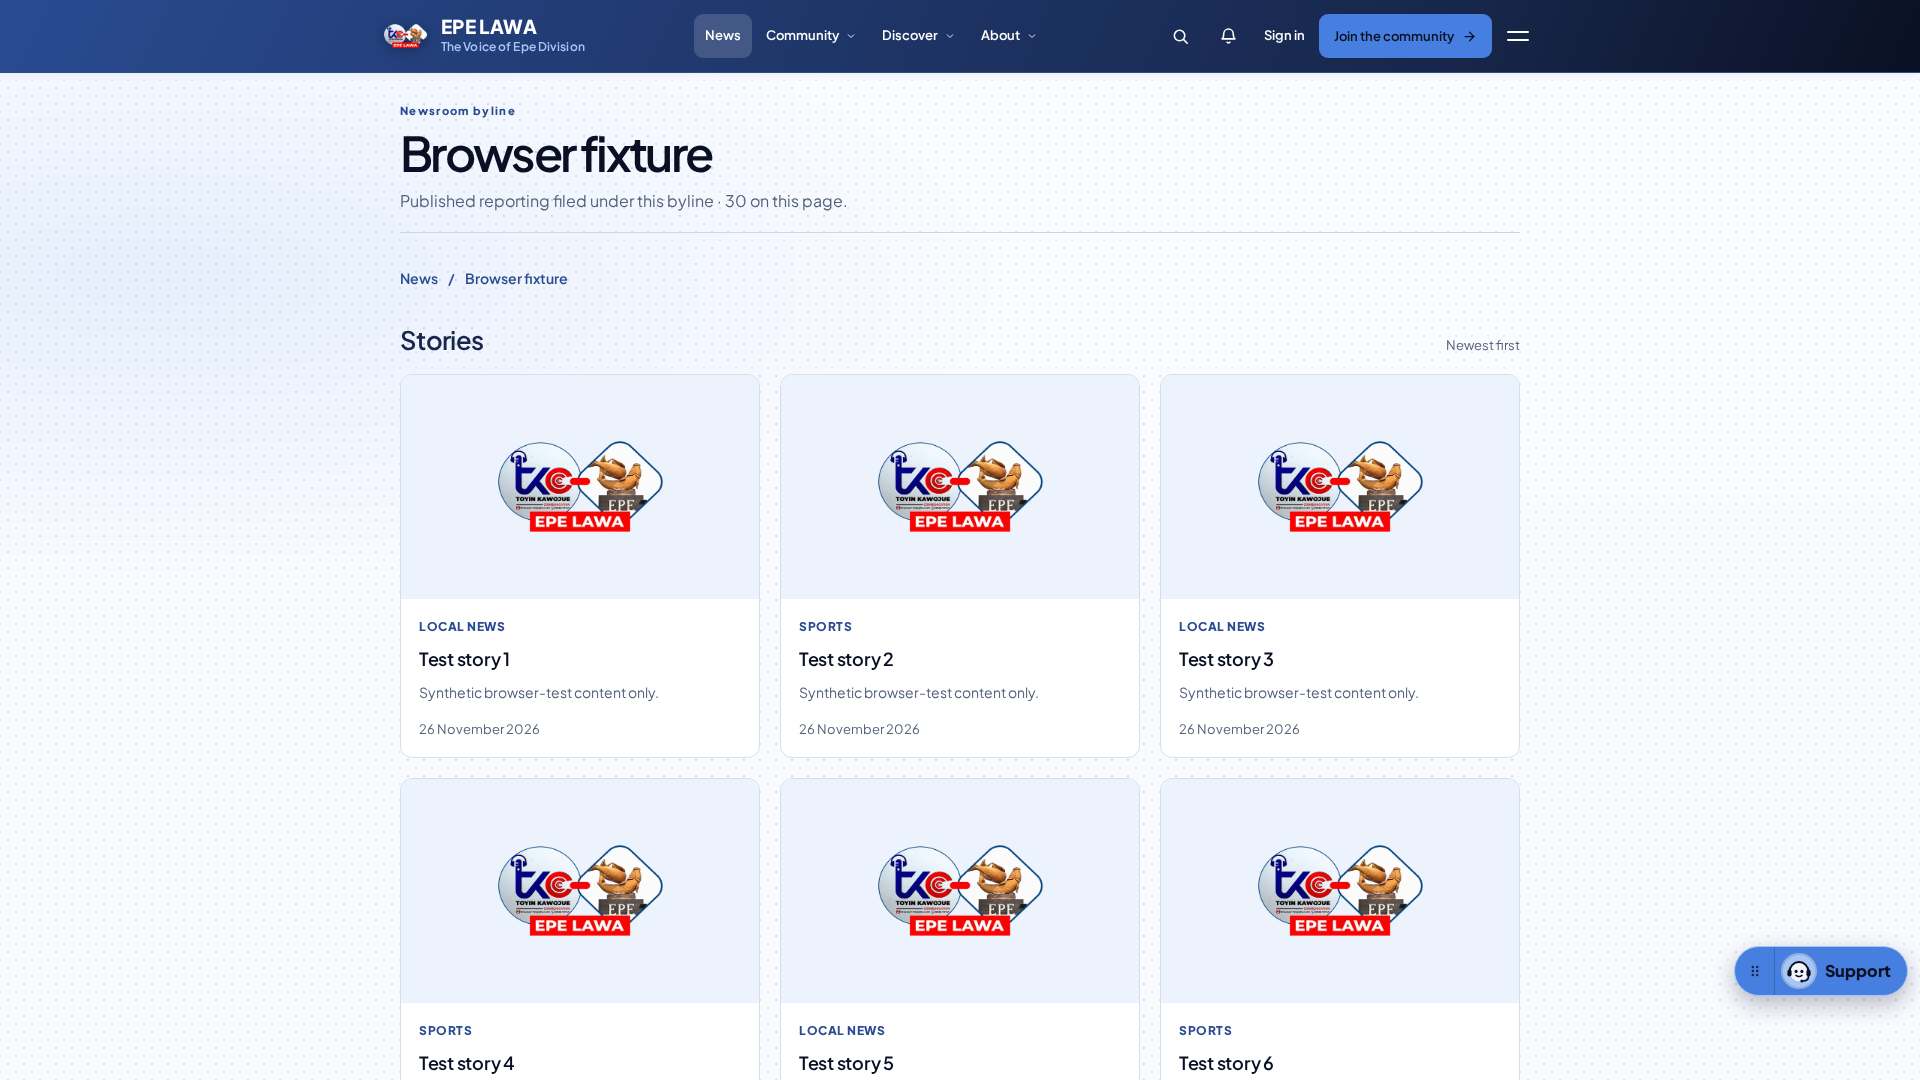 EPE LAWA
The Voice of Epe Division
News
Community
Discover
About
Sign in
Join the community
Newsroom byline
Browser fixture
Published reporting filed under this byline · 30 on this page.
News / Browser fixture
Stories
Newest first
tkc
TOYIN KAWOJUE
EPE
EPE LAWA
tkc
TOYIN KAWOJUE
EPE
EPE LAWA
tkc
TOYIN KAWOJUE
EPE
EPE LAWA
LOCAL NEWS
Test story 1
Synthetic browser-test content only.
26 November 2026
SPORTS
Test story 2
Synthetic browser-test content only.
26 November 2026
LOCAL NEWS
Test story 3
Synthetic browser-test content only.
26 November 2026
tkc
TOYIN KAWOJUE
EPE
EPE LAWA
tkc
TOYIN KAWOJUE
EPE
EPE LAWA
tkc
TOYIN KAWOJUE
EPE
EPE LAWA
SPORTS
Test story 4
LOCAL NEWS
Test story 5
SPORTS
Test story 6
Support